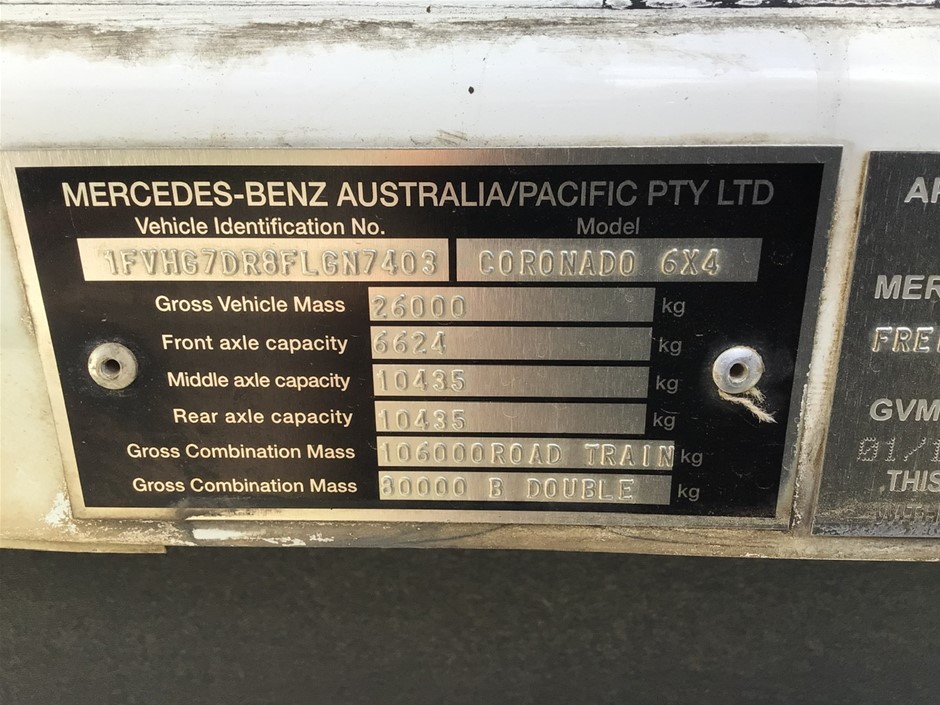 MERCEDES-BENZ AUSTRALIA/PACIFIC PTY LTD
Vehicle Identification No. Model
1FVHG7DR8FLGN7403 CORONADO 6X4
Gross Vehicle Mass 26000 kg
Front axle capacity 6624 kg
Middle axle capacity 10435 kg
Rear axle capacity 10435 kg
Gross Combination Mass 106000ROAD TRAIN kg
Gross Combination Mass 80000 B DOUBLE kg
MER
FRE
GVM
01/1
THIS